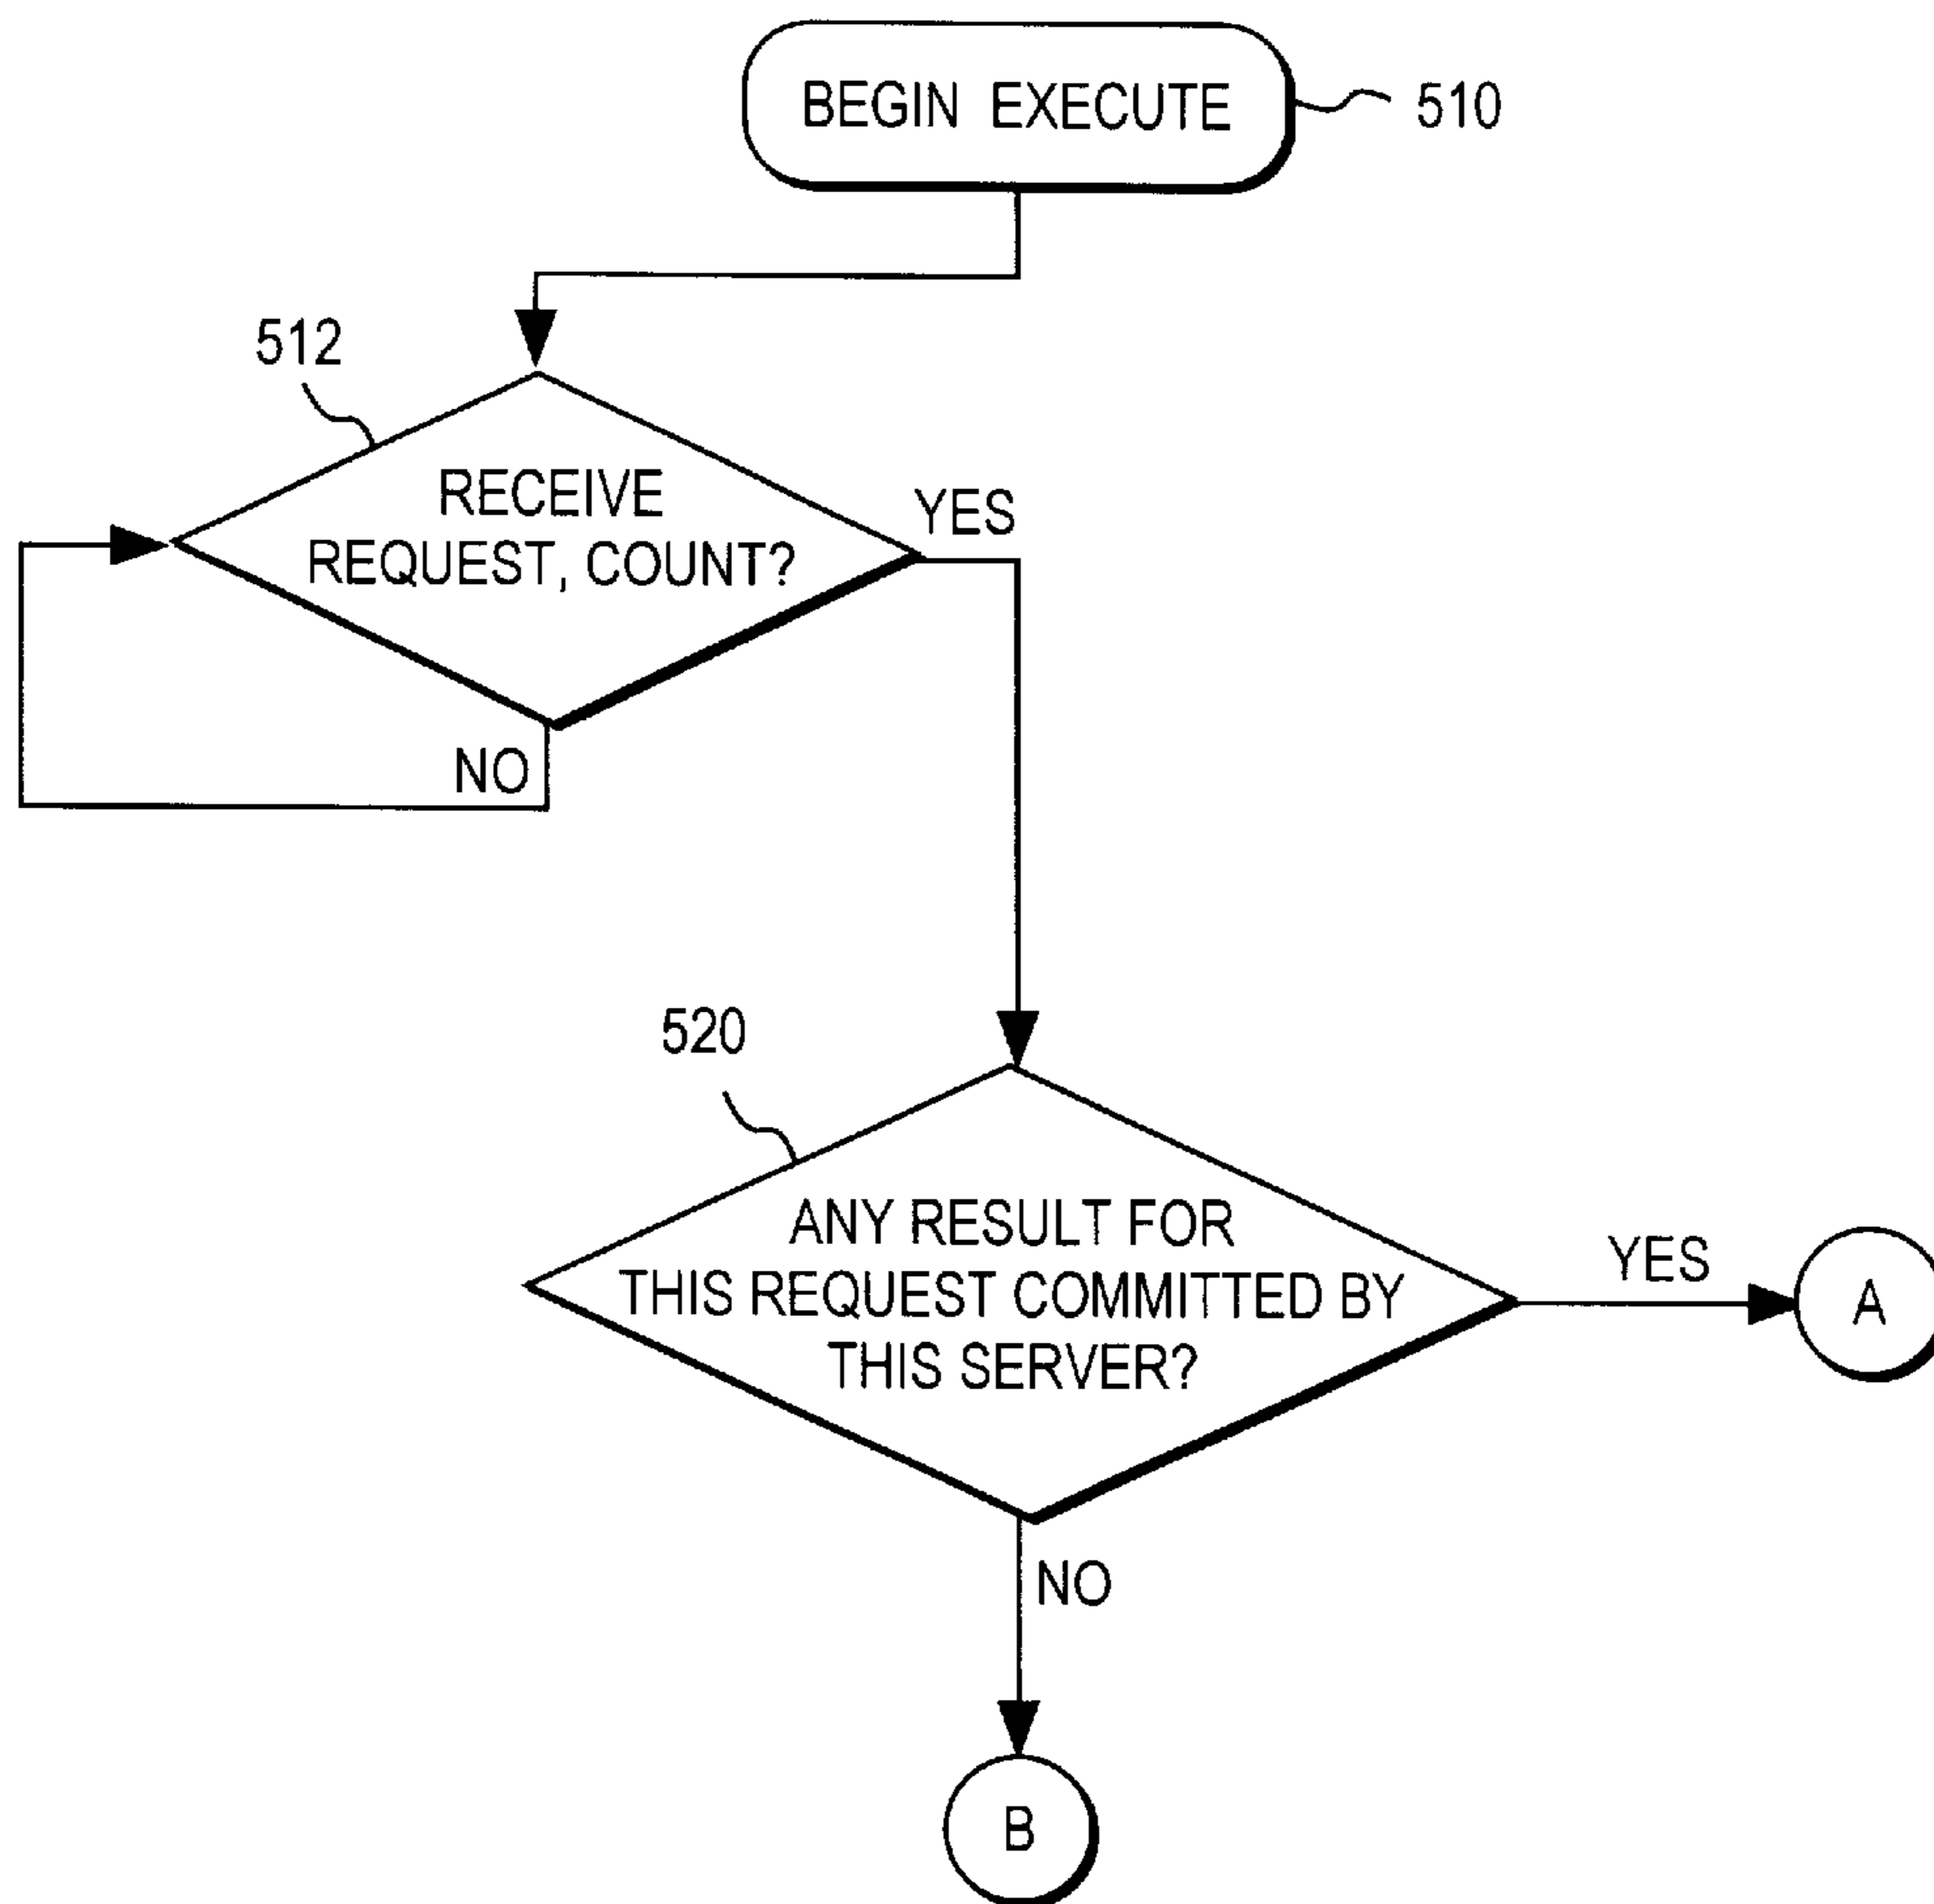 BEGIN EXECUTE
510
512
RECEIVE
REQUEST, COUNT?
YES
NO
520
ANY RESULT FOR
THIS REQUEST COMMITTED BY
THIS SERVER?
YES
A
NO
B